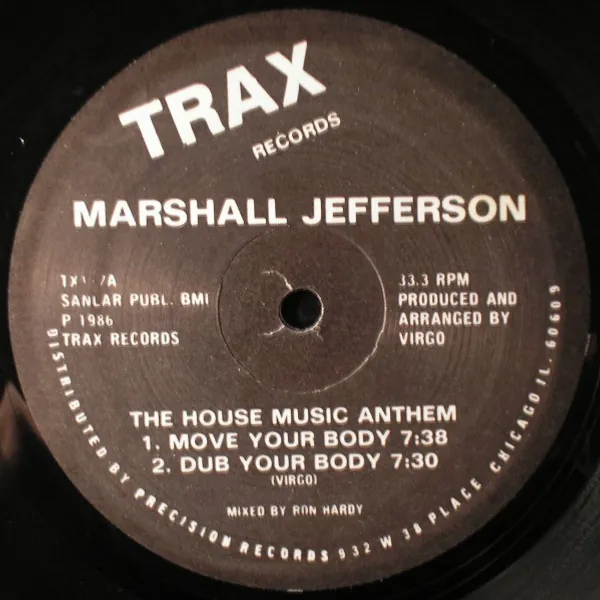 TRAX
RECORDS
MARSHALL JEFFERSON
SANLAR PUBL. BMI
P 1986
TRAX RECORDS
33.3 RPM
PRODUCED AND
ARRANGED BY
VIRGO
THE HOUSE MUSIC ANTHEM
1. MOVE YOUR BODY 7:38
2. DUB YOUR BODY 7:30
(VIRGO)
MIXED BY RON HARDY
DISTRIBUTED BY PRECISION RECORDS 932 W 38 PLACE CHICAGO IL. 60609